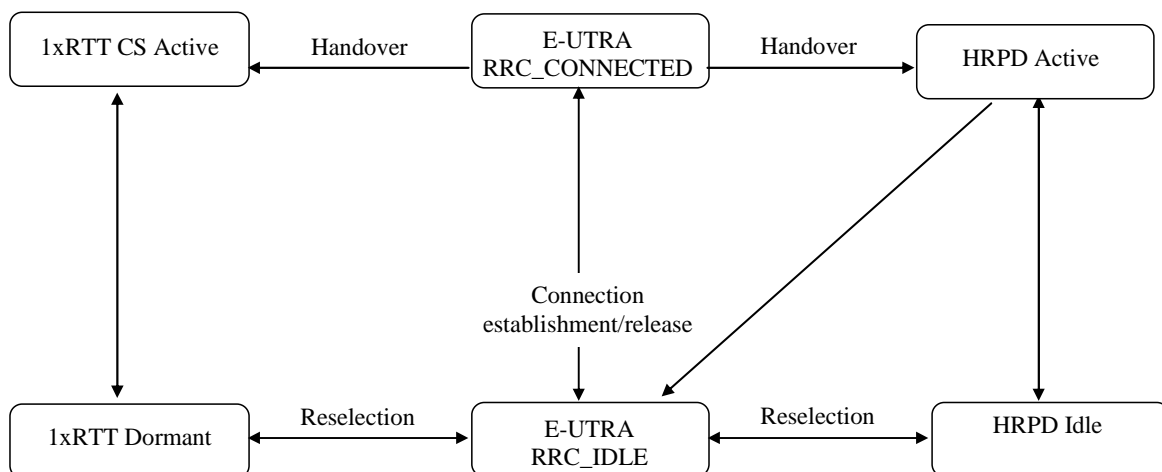 1xRTT CS Active
Handover
E-UTRA
RRC_CONNECTED
Handover
HRPD Active
Connection
establishment/release
1xRTT Dormant
Reselection
E-UTRA
RRC_IDLE
Reselection
HRPD Idle